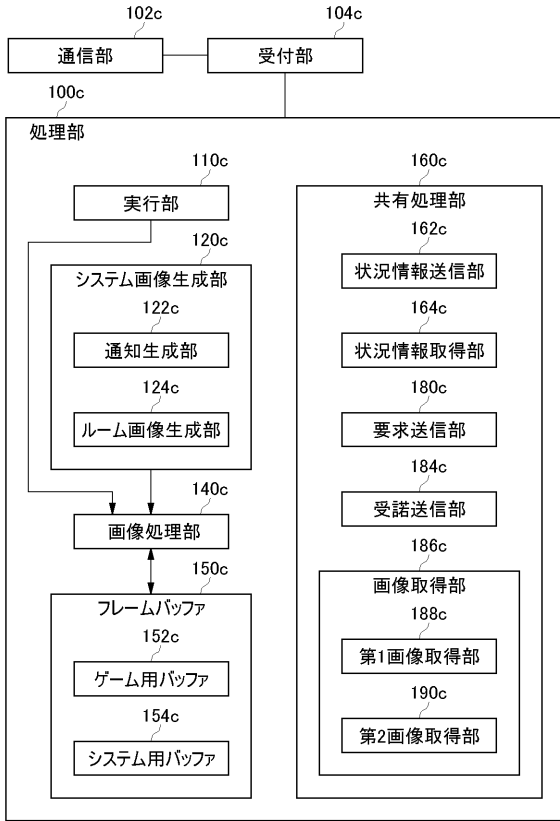 102c
104c
通信部
受付部
100c
処理部
110c
実行部
120c
システム画像生成部
122c
通知生成部
124c
ルーム画像生成部
140c
画像処理部
150c
フレームバッファ
152c
ゲーム用バッファ
154c
システム用バッファ
160c
共有処理部
162c
状況情報送信部
164c
状況情報取得部
180c
要求送信部
184c
受諾送信部
186c
画像取得部
188c
第1画像取得部
190c
第2画像取得部